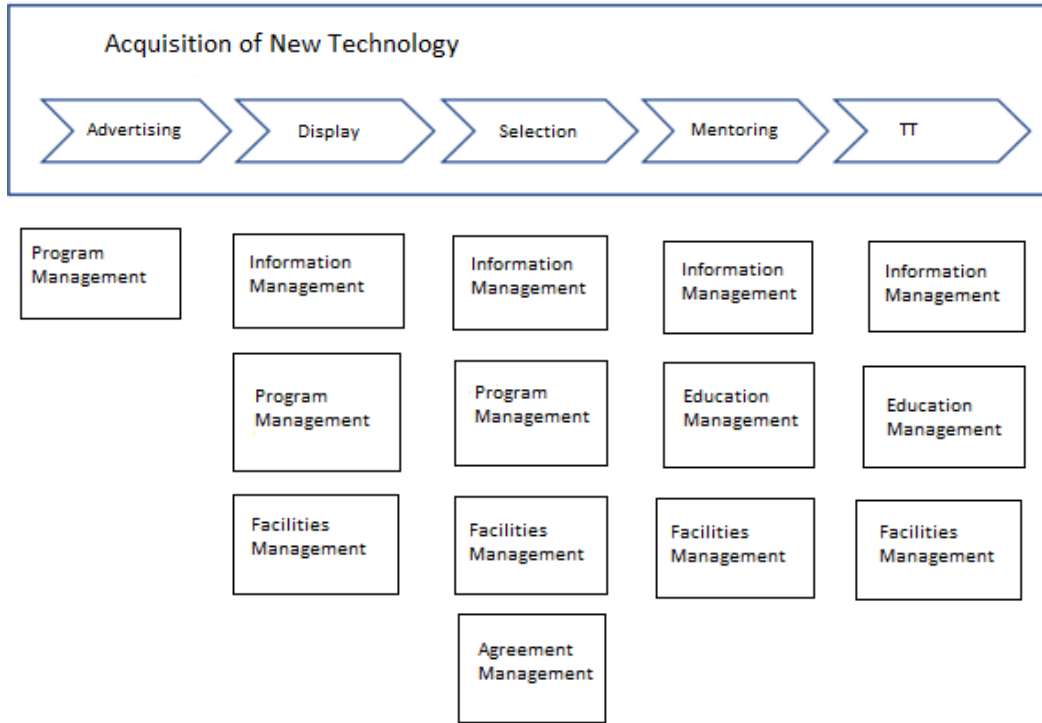 Acquisition of New Technology
Advertising
Display
Selection
Mentoring
TT
Program
Management
Information
Management
Information
Management
Information
Management
Information
Management
Program
Management
Program
Management
Education
Management
Education
Management
Facilities
Management
Facilities
Management
Facilities
Management
Facilities
Management
Agreement
Management